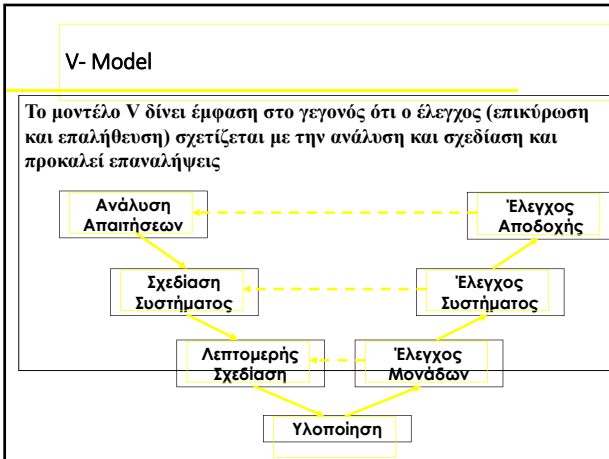 V- Model
Το μοντέλο V δίνει έμφαση στο γεγονός ότι ο έλεγχος (επικύρωση
και επαλήθευση) σχετίζεται με την ανάλυση και σχεδίαση και
προκαλεί επαναλήψεις
Ανάλυση
Απαιτήσεων
Έλεγχος
Αποδοχής
Σχεδίαση
Συστήματος
Έλεγχος
Συστήματος
Λεπτομερής
Σχεδίαση
Έλεγχος
Μονάδων
Υλοποίηση